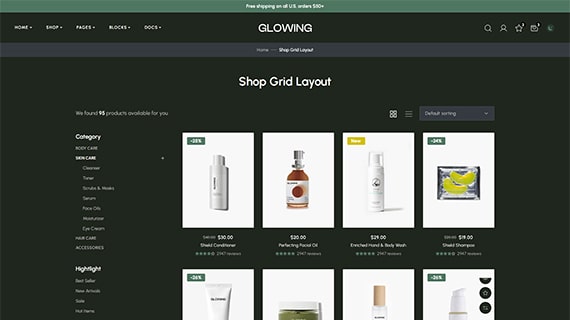 Free shipping on all U.S. orders $50+
HOME SHOP PAGES BLOCKS DOCS
GLOWING
Home — Shop Grid Layout
Shop Grid Layout
We found 95 products available for you
Default sorting
Category
BODY CARE
SKIN CARE
Cleanser
Toner
Scrubs & Masks
Serum
Face Oils
Moisturizer
Eye Cream
HAIR CARE
ACCESSORIES
Hightlight
Best Seller
New Arrivals
Sale
Hot Items
-25%
$30.00
Shield Conditioner
2947 reviews
$20.00
Perfecting Facial Oil
2947 reviews
New
$29.00
Enriched Hand & Body Wash
2947 reviews
-24%
$19.00
Shield Shampoo
2947 reviews
-26%
GLOWING
-26%